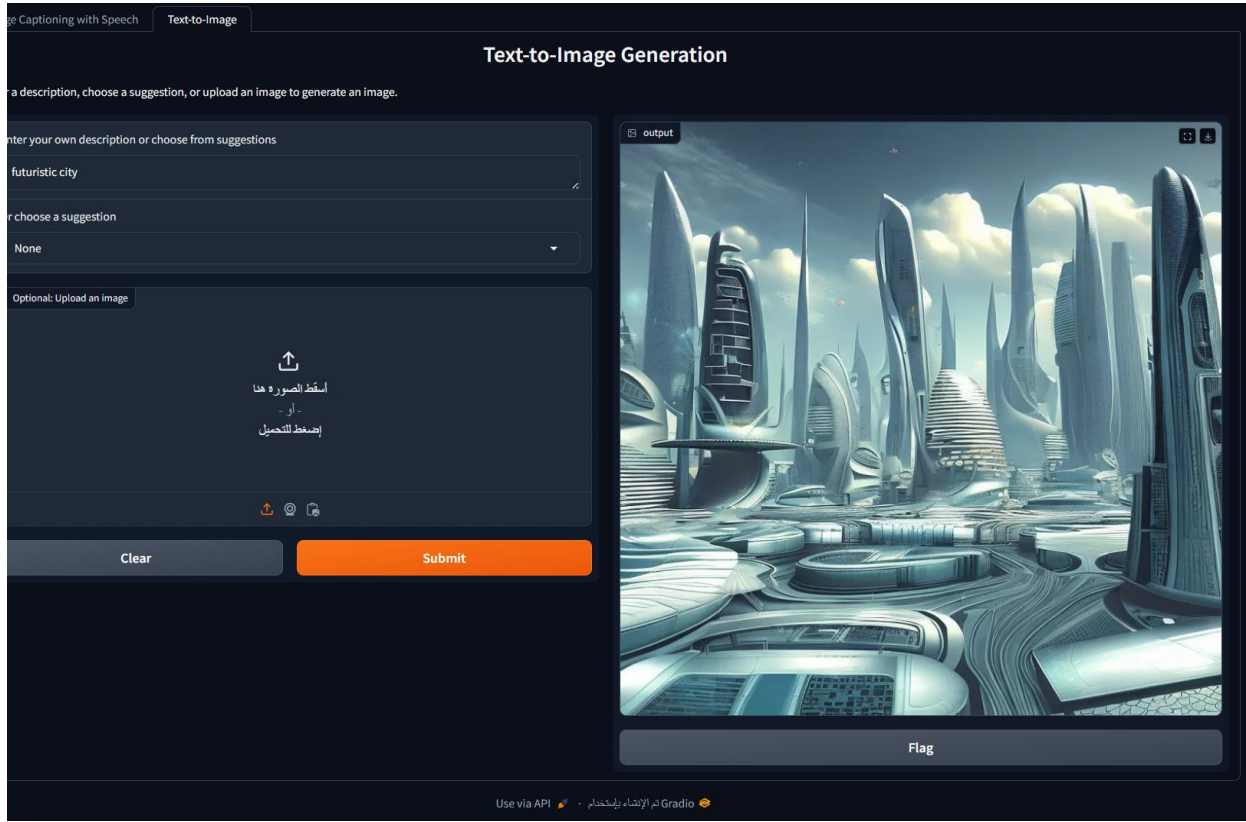 ge Captioning with Speech
Text-to-Image
Text-to-Image Generation
a description, choose a suggestion, or upload an image to generate an image.
nter your own description or choose from suggestions
futuristic city
r choose a suggestion
None
Optional: Upload an image
أسقط الصورة هنا
- أو -
إضغط للتحميل
Clear
Submit
output
Flag
Use via API · تم الإنشاء بإستخدام Gradio